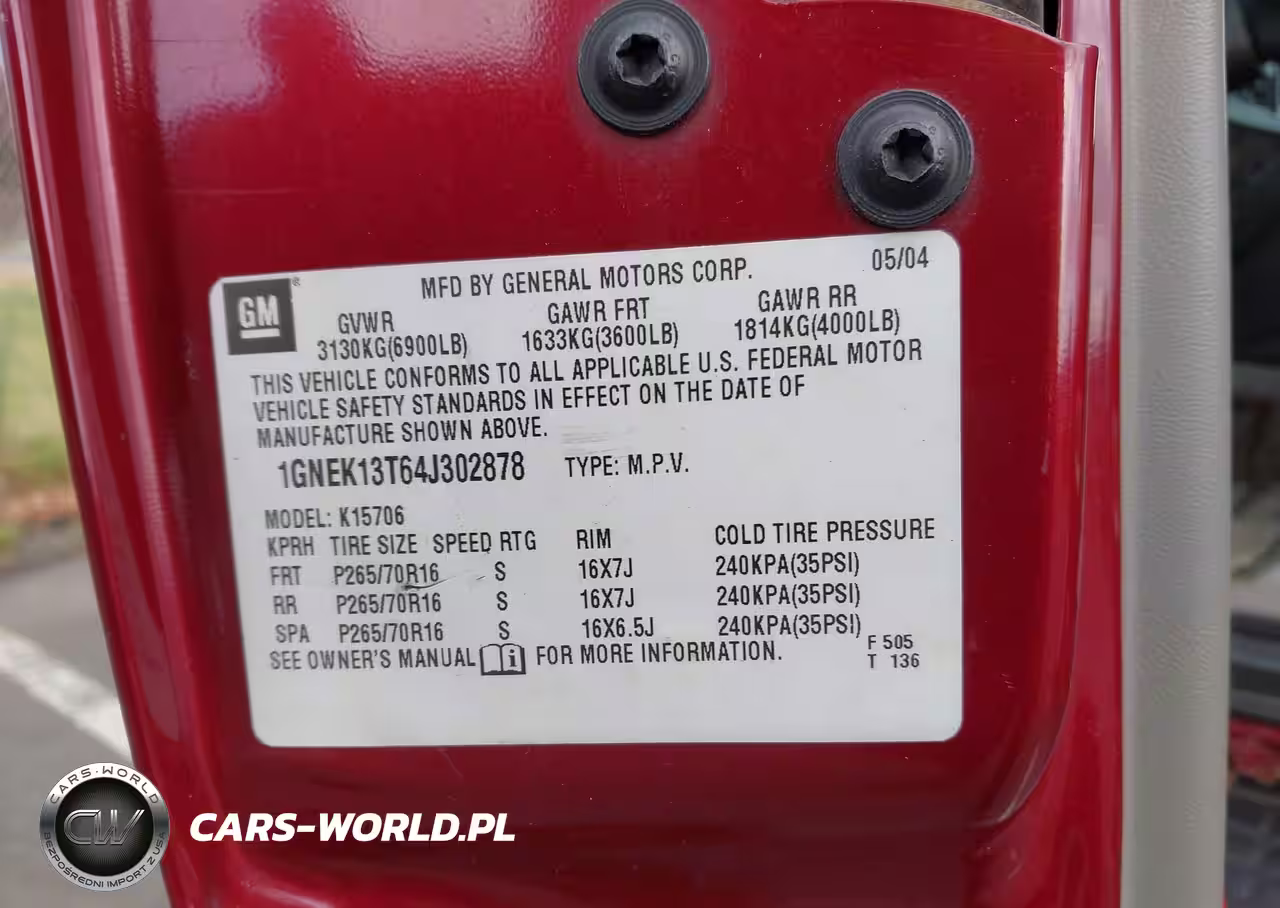 MFD BY GENERAL MOTORS CORP. 05/04
GM®
GVWR GAWR FRT GAWR RR
3130KG(6900LB) 1633KG(3600LB) 1814KG(4000LB)
THIS VEHICLE CONFORMS TO ALL APPLICABLE U.S. FEDERAL MOTOR
VEHICLE SAFETY STANDARDS IN EFFECT ON THE DATE OF
MANUFACTURE SHOWN ABOVE.
1GNEK13T64J302878 TYPE: M.P.V.
MODEL: K15706
KPRH TIRE SIZE SPEED RTG RIM COLD TIRE PRESSURE
FRT P265/70R16 S 16X7J 240KPA(35PSI)
RR P265/70R16 S 16X7J 240KPA(35PSI)
SPA P265/70R16 S 16X6.5J 240KPA(35PSI)
SEE OWNER'S MANUAL i FOR MORE INFORMATION.
F 505
T 136
CARS-WORLD
CW
BEZPOŚREDNI IMPORT Z USA
CARS-WORLD.PL